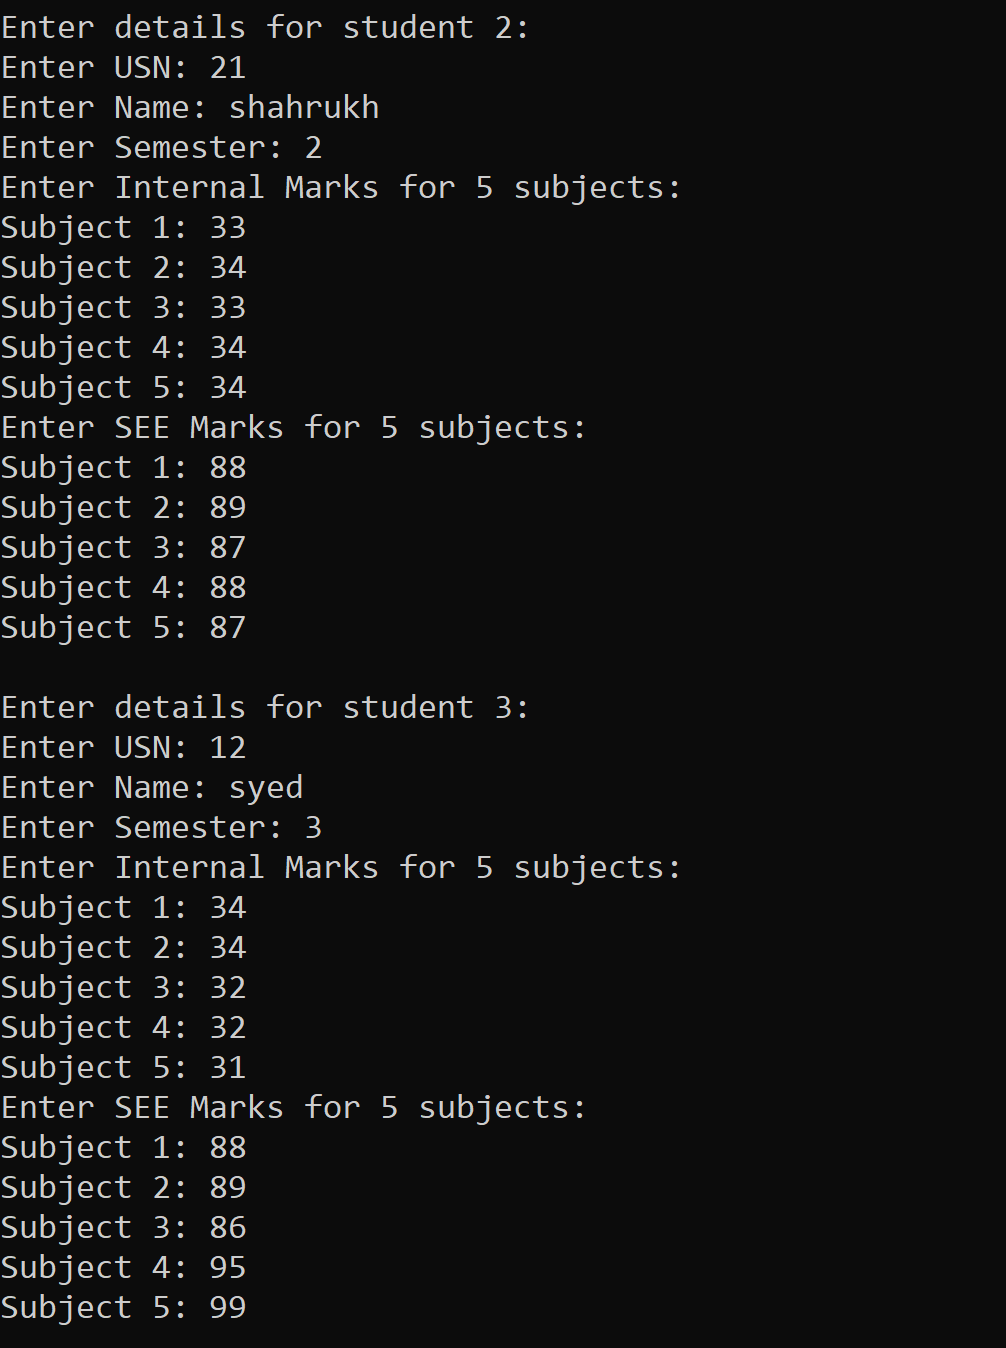 Enter details for student 2:
Enter USN: 21
Enter Name: shahrukh
Enter Semester: 2
Enter Internal Marks for 5 subjects:
Subject 1: 33
Subject 2: 34
Subject 3: 33
Subject 4: 34
Subject 5: 34
Enter SEE Marks for 5 subjects:
Subject 1: 88
Subject 2: 89
Subject 3: 87
Subject 4: 88
Subject 5: 87

Enter details for student 3:
Enter USN: 12
Enter Name: syed
Enter Semester: 3
Enter Internal Marks for 5 subjects:
Subject 1: 34
Subject 2: 34
Subject 3: 32
Subject 4: 32
Subject 5: 31
Enter SEE Marks for 5 subjects:
Subject 1: 88
Subject 2: 89
Subject 3: 86
Subject 4: 95
Subject 5: 99